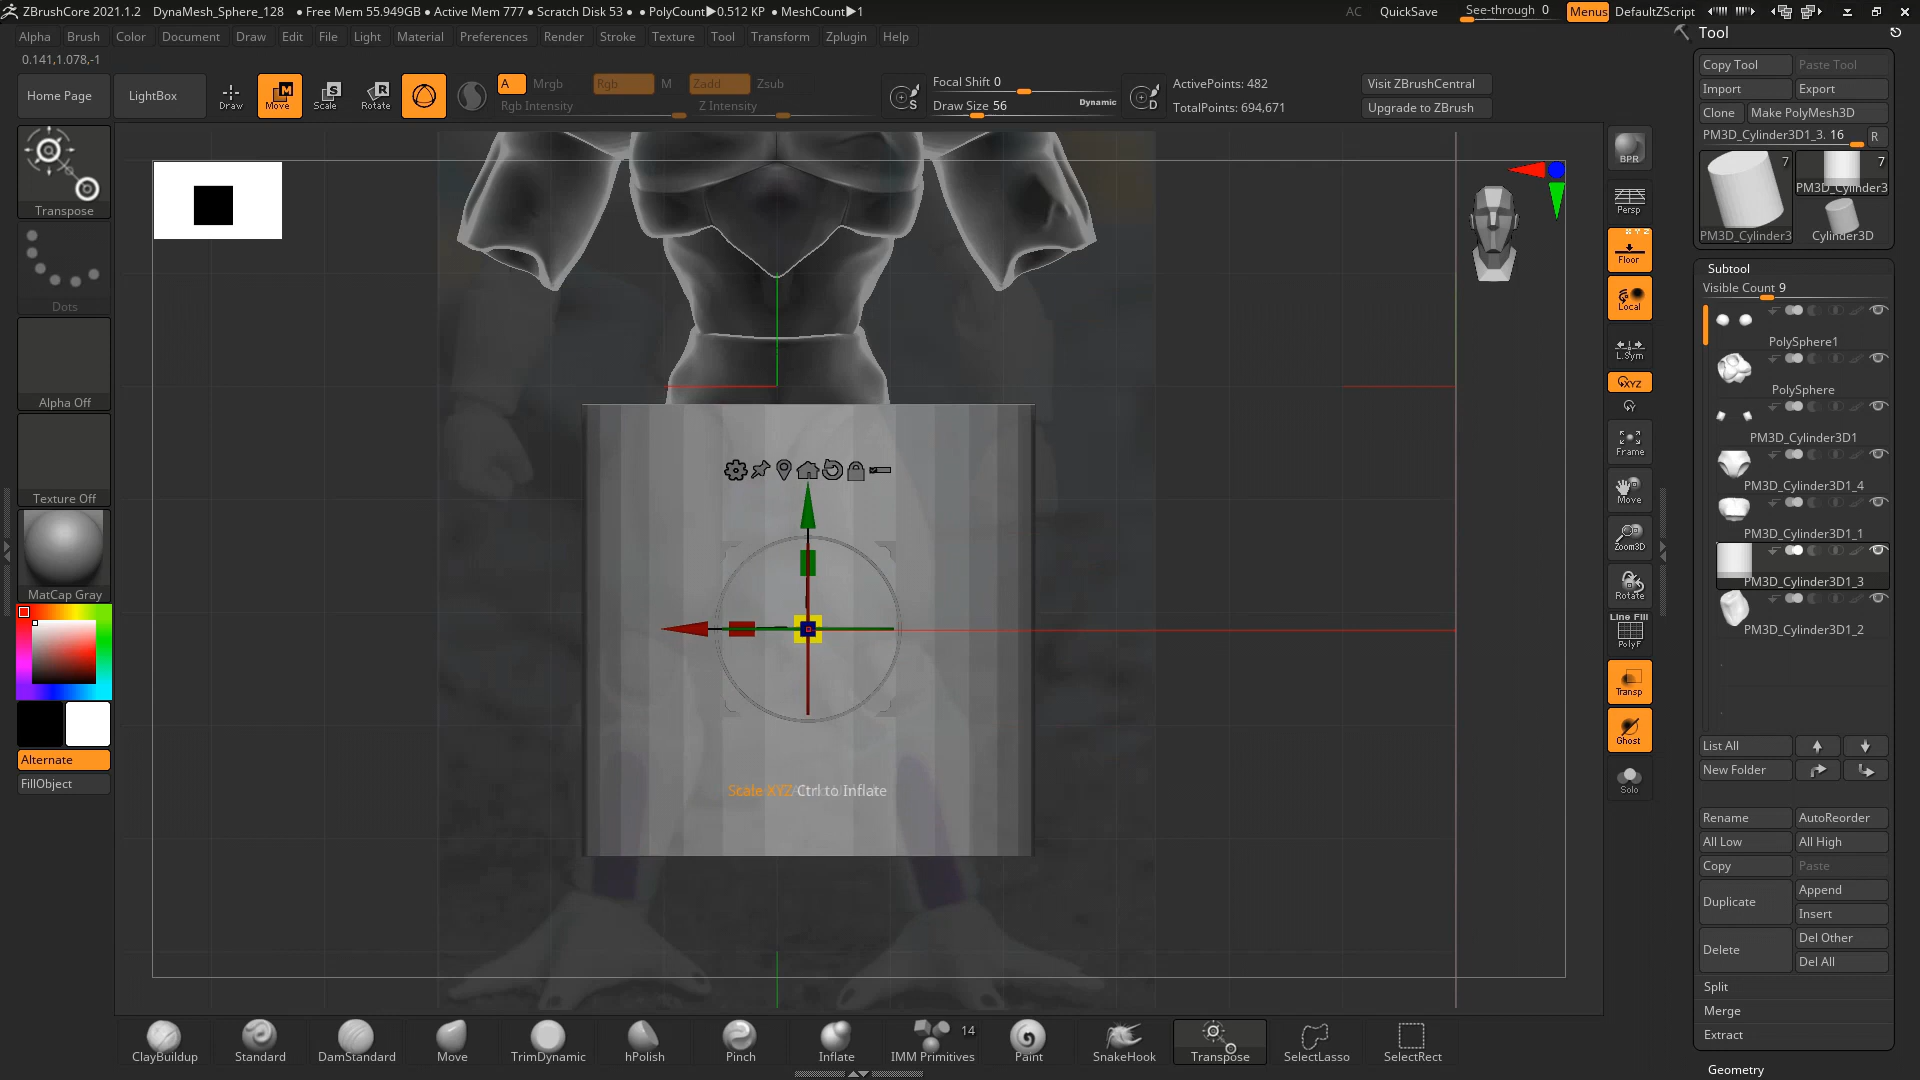 ZBrushCore 2021.1.2 DynaMesh_Sphere_128 ● Free Mem 55.949GB ● Active Mem 777 ● Scratch Disk 53 ● ● PolyCount▶0.512 KP ● MeshCount▶1 AC QuickSave See-through 0 Menus DefaultZScript
Alpha Brush Color Document Draw Edit File Light Material Preferences Render Stroke Texture Tool Transform Zplugin Help
0.141,1.078,-1
Home Page LightBox Draw Move Scale Rotate
M S R
A Mrgb Rgb M Zadd Zsub
Rgb Intensity Z Intensity
S Focal Shift 0
Draw Size 56 Dynamic
D ActivePoints: 482
TotalPoints: 694,671
Visit ZBrushCentral
Upgrade to ZBrush
Transpose
Dots
Alpha Off
Texture Off
MatCap Gray
Alternate
FillObject
Scale XYZ Ctrl to Inflate
BPR
Persp
X Y Z
Floor
Local
L.Sym
XYZ
Y
Frame
Move
Zoom3D
Rotate
Line Fill
PolyF
Transp
Ghost
Solo
Tool
Copy Tool Paste Tool
Import Export
Clone Make PolyMesh3D
PM3D_Cylinder3D1_3. 16 R
7 7
PM3D_Cylinder3
PM3D_Cylinder3 Cylinder3D
Subtool
Visible Count 9
PolySphere1
PolySphere
PM3D_Cylinder3D1
PM3D_Cylinder3D1_4
PM3D_Cylinder3D1_1
PM3D_Cylinder3D1_3
PM3D_Cylinder3D1_2
List All
New Folder
Rename AutoReorder
All Low All High
Copy Paste
Duplicate Append
Insert
Delete Del Other
Del All
Split
Merge
Extract
Geometry
14
ClayBuildup Standard DamStandard Move TrimDynamic hPolish Pinch Inflate IMM Primitives Paint SnakeHook Transpose SelectLasso SelectRect